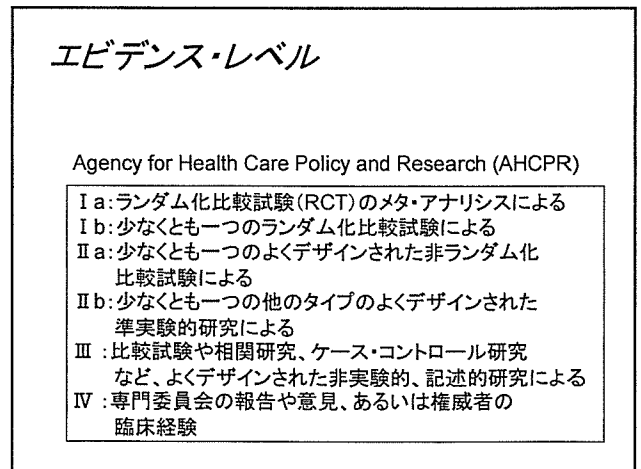 エビデンス・レベル
Agency for Health Care Policy and Research (AHCPR)
Ⅰa:ランダム化比較試験(RCT)のメタ・アナリシスによる
Ⅰb:少なくとも一つのランダム化比較試験による
Ⅱa:少なくとも一つのよくデザインされた非ランダム化
比較試験による
Ⅱb:少なくとも一つの他のタイプのよくデザインされた
準実験的研究による
Ⅲ :比較試験や相関研究、ケース・コントロール研究
など、よくデザインされた非実験的、記述的研究による
Ⅳ :専門委員会の報告や意見、あるいは権威者の
臨床経験